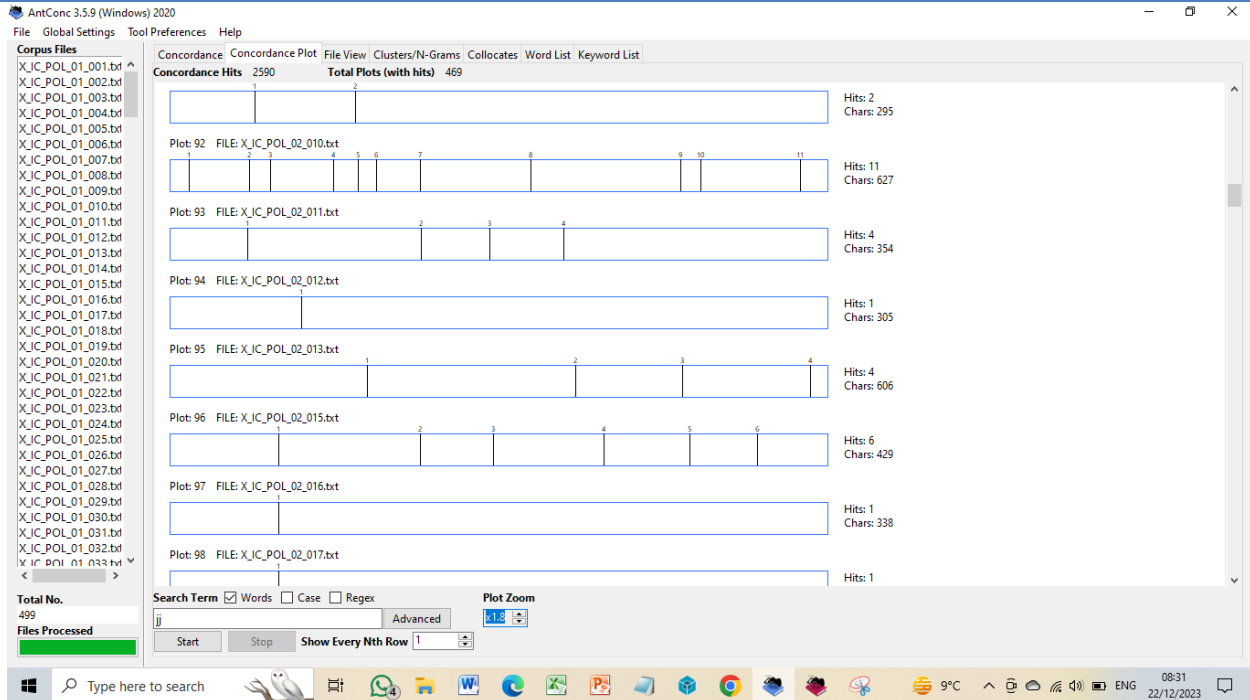 AntConc 3.5.9 (Windows) 2020
File Global Settings Tool Preferences Help
Corpus Files
X_IC_POL_01_001.txt
X_IC_POL_01_002.txt
X_IC_POL_01_003.txt
X_IC_POL_01_004.txt
X_IC_POL_01_005.txt
X_IC_POL_01_006.txt
X_IC_POL_01_007.txt
X_IC_POL_01_008.txt
X_IC_POL_01_009.txt
X_IC_POL_01_010.txt
X_IC_POL_01_011.txt
X_IC_POL_01_012.txt
X_IC_POL_01_013.txt
X_IC_POL_01_014.txt
X_IC_POL_01_015.txt
X_IC_POL_01_016.txt
X_IC_POL_01_017.txt
X_IC_POL_01_018.txt
X_IC_POL_01_019.txt
X_IC_POL_01_020.txt
X_IC_POL_01_021.txt
X_IC_POL_01_022.txt
X_IC_POL_01_023.txt
X_IC_POL_01_024.txt
X_IC_POL_01_025.txt
X_IC_POL_01_026.txt
X_IC_POL_01_027.txt
X_IC_POL_01_028.txt
X_IC_POL_01_029.txt
X_IC_POL_01_030.txt
X_IC_POL_01_031.txt
X_IC_POL_01_032.txt
X_IC_POL_01_033.txt
Total No.
499
Files Processed
Concordance Concordance Plot File View Clusters/N-Grams Collocates Word List Keyword List
Concordance Hits 2590 Total Plots (with hits) 469
1 2
Hits: 2
Chars: 295
Plot: 92 FILE: X_IC_POL_02_010.txt
1 2 3 4 5 6 7 8 9 10 11
Hits: 11
Chars: 627
Plot: 93 FILE: X_IC_POL_02_011.txt
1 2 3 4
Hits: 4
Chars: 354
Plot: 94 FILE: X_IC_POL_02_012.txt
1
Hits: 1
Chars: 305
Plot: 95 FILE: X_IC_POL_02_013.txt
1 2 3 4
Hits: 4
Chars: 606
Plot: 96 FILE: X_IC_POL_02_015.txt
1 2 3 4 5 6
Hits: 6
Chars: 429
Plot: 97 FILE: X_IC_POL_02_016.txt
1
Hits: 1
Chars: 338
Plot: 98 FILE: X_IC_POL_02_017.txt
1
Hits: 1
Search Term Words Case Regex Plot Zoom
jj Advanced x1.8
Start Stop Show Every Nth Row 1
Type here to search
4
9°C
ENG
08:31
22/12/2023